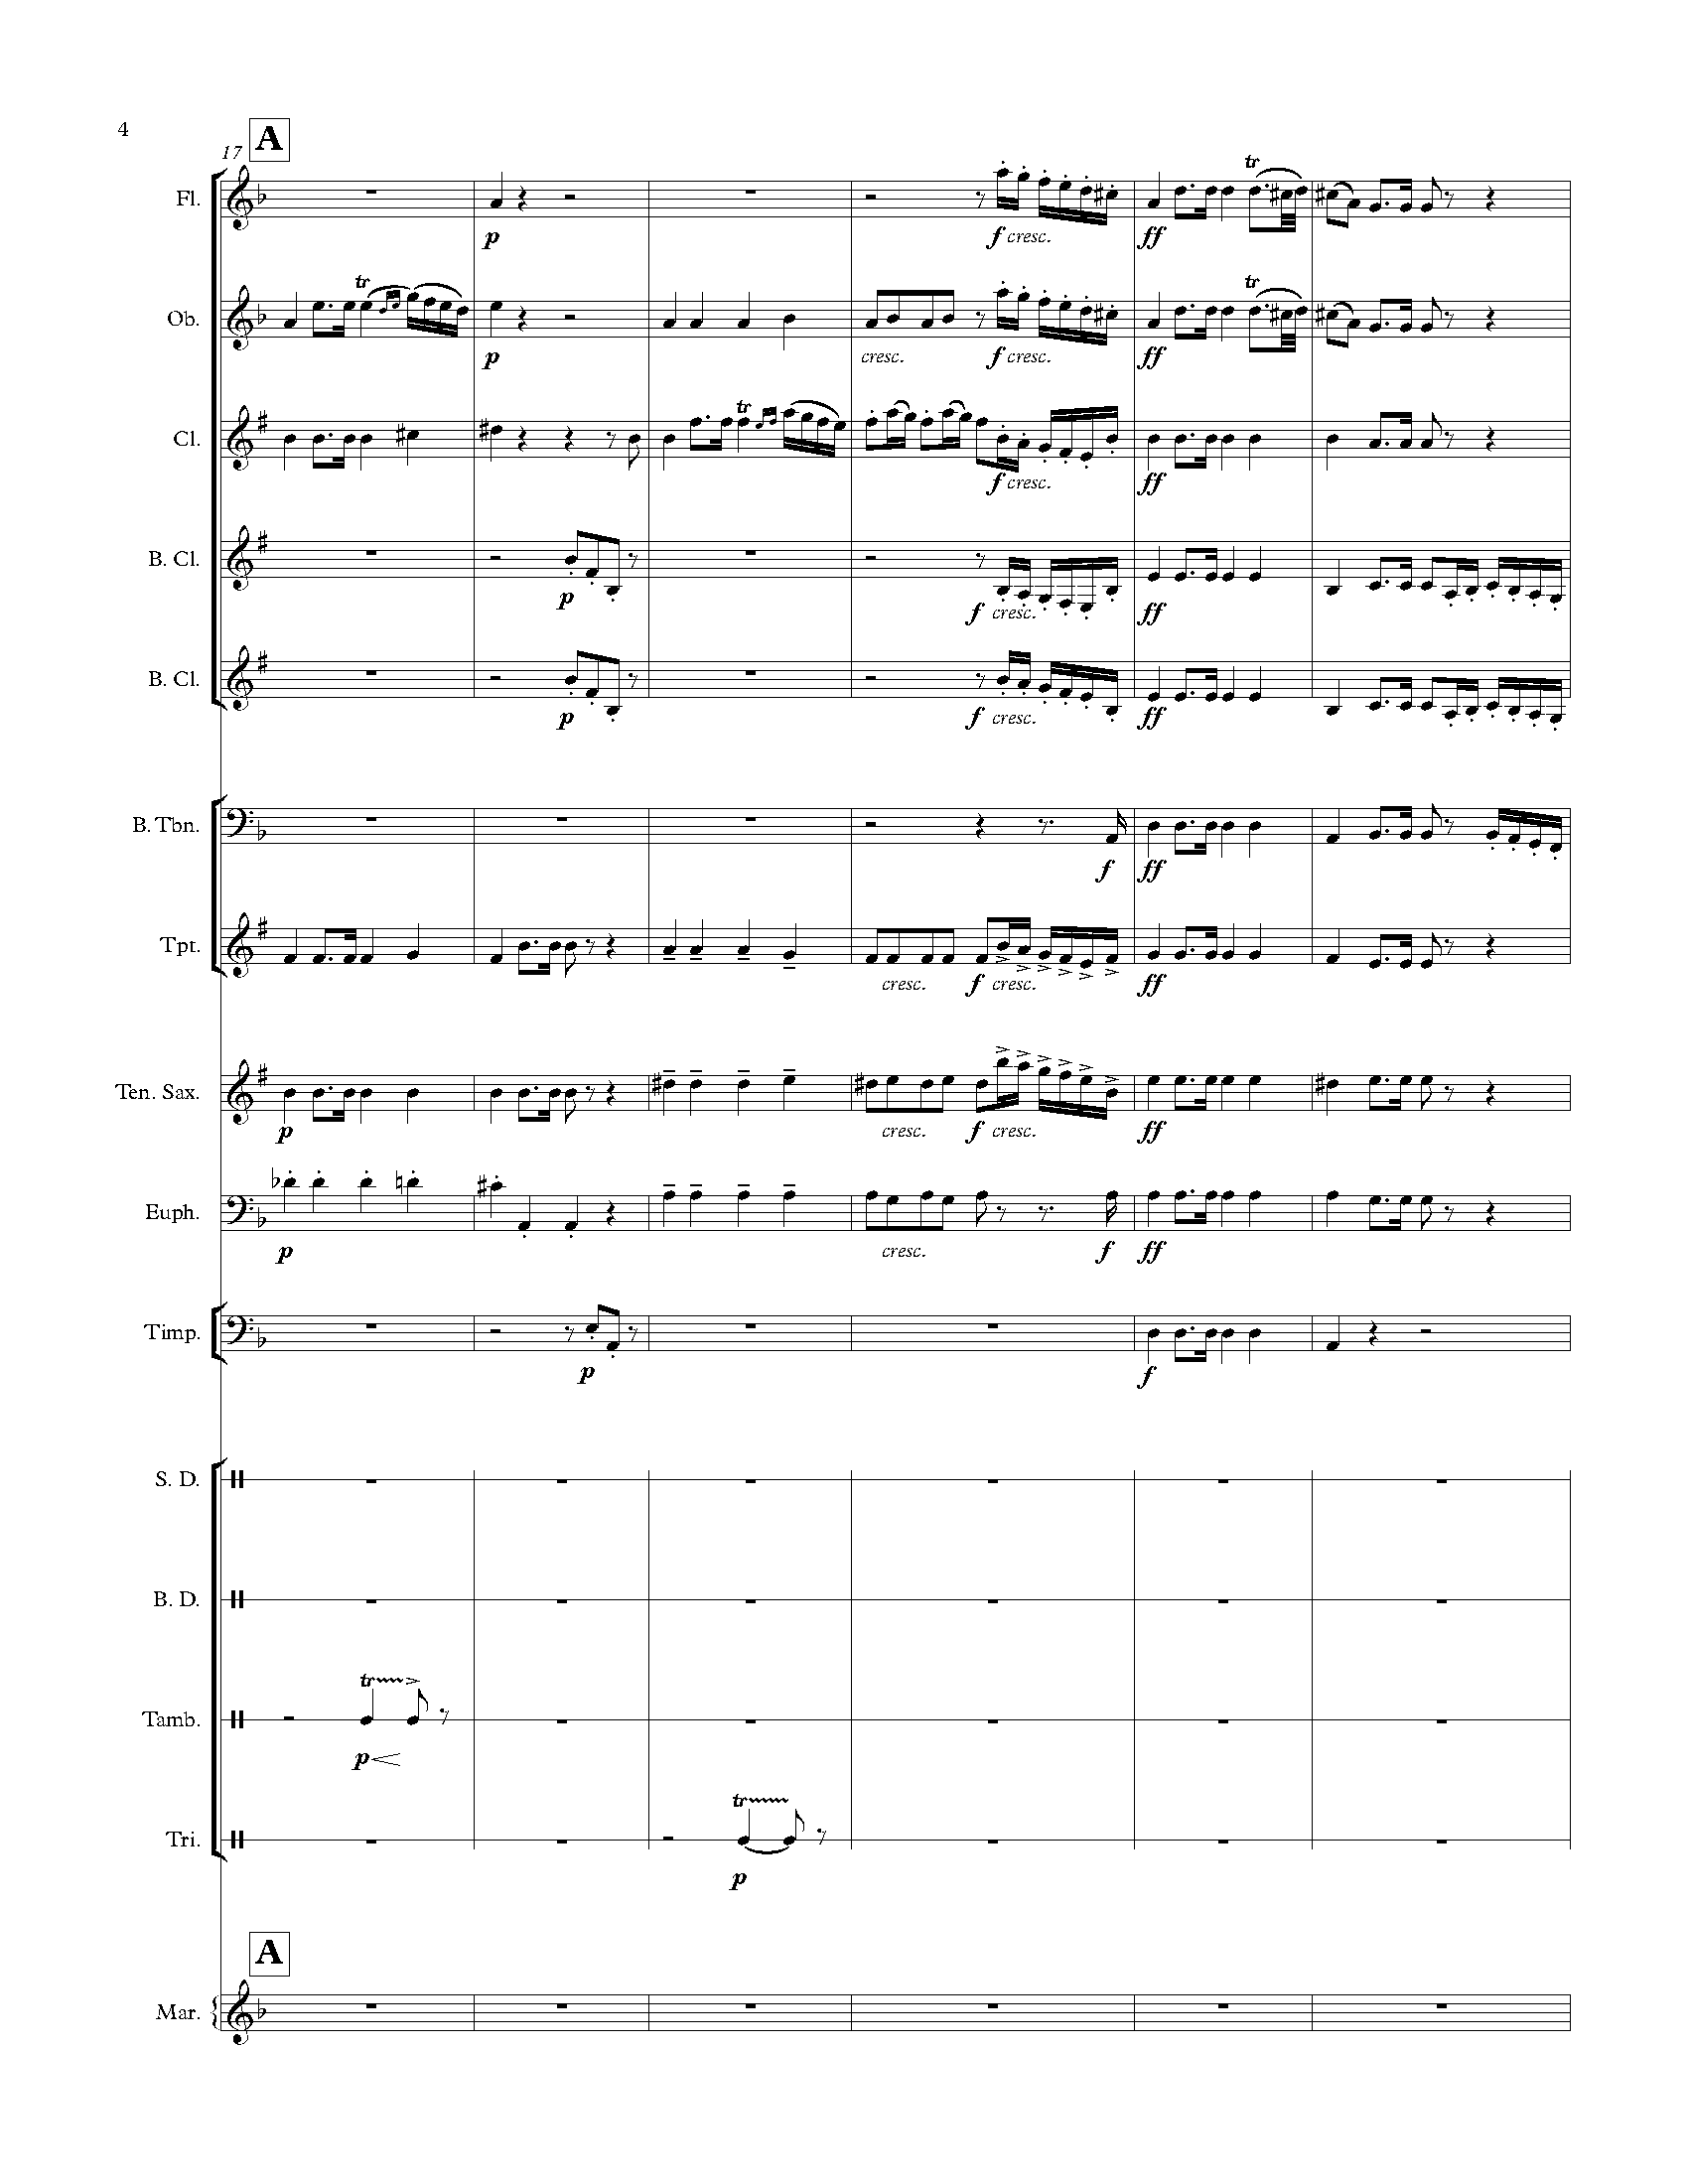 4
17 A
Fl.
p f cresc. ff
tr
Ob.
tr tr
p cresc. f cresc. ff
Cl.
tr
f cresc. ff
B. Cl.
p f cresc. ff
B. Cl.
p f cresc. ff
B. Tbn.
f ff
Tpt.
cresc. f cresc. ff
Ten. Sax.
p cresc. f cresc. ff
Euph.
p cresc. f ff
Timp.
p f
S. D.
B. D.
tr
Tamb.
p
tr
Tri.
p
A
Mar.